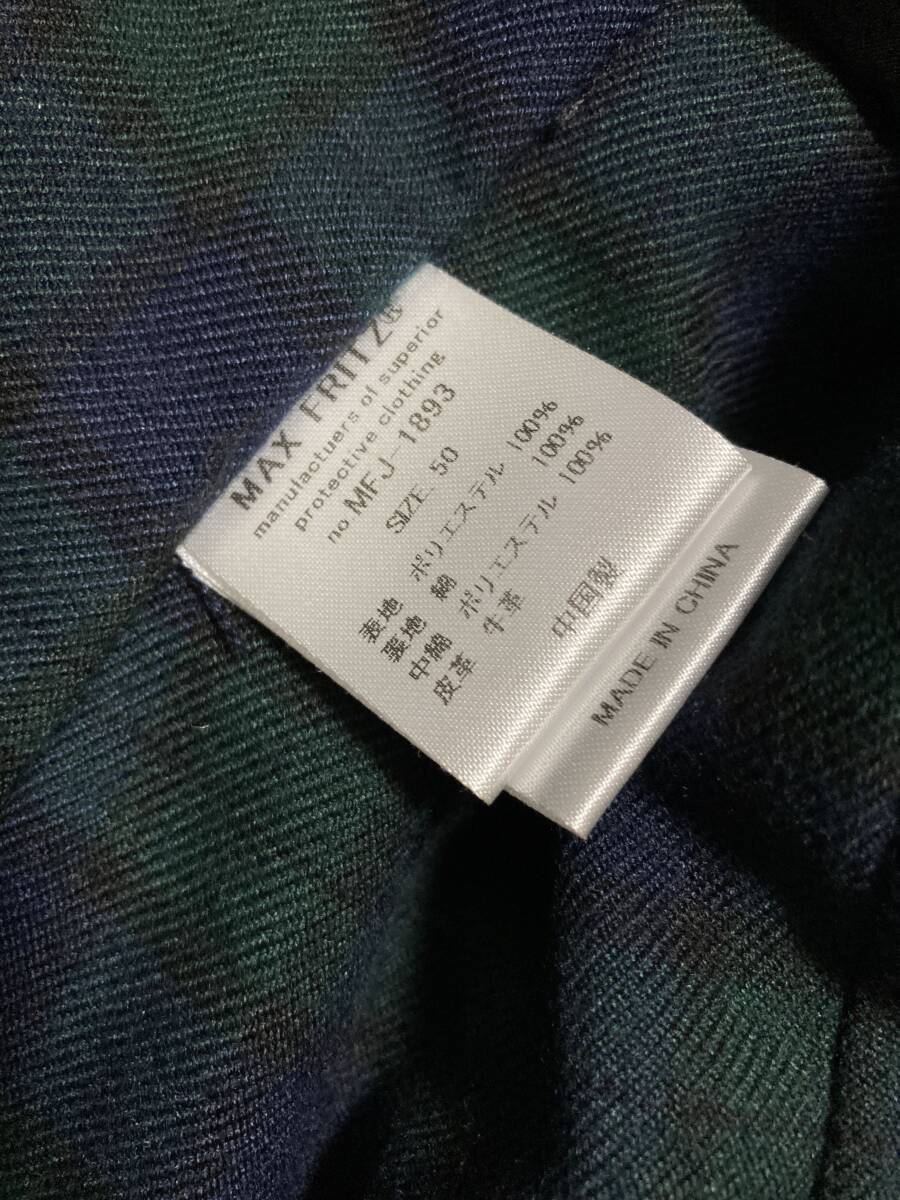 MAX FRITZ®
manufactuers of superior
protective clothing
no.MFJ-1893
SIZE 50
表地 ポリエステル 100%
裏地 綿 100%
中綿 ポリエステル 100%
皮革 牛革
中国製
MADE IN CHINA